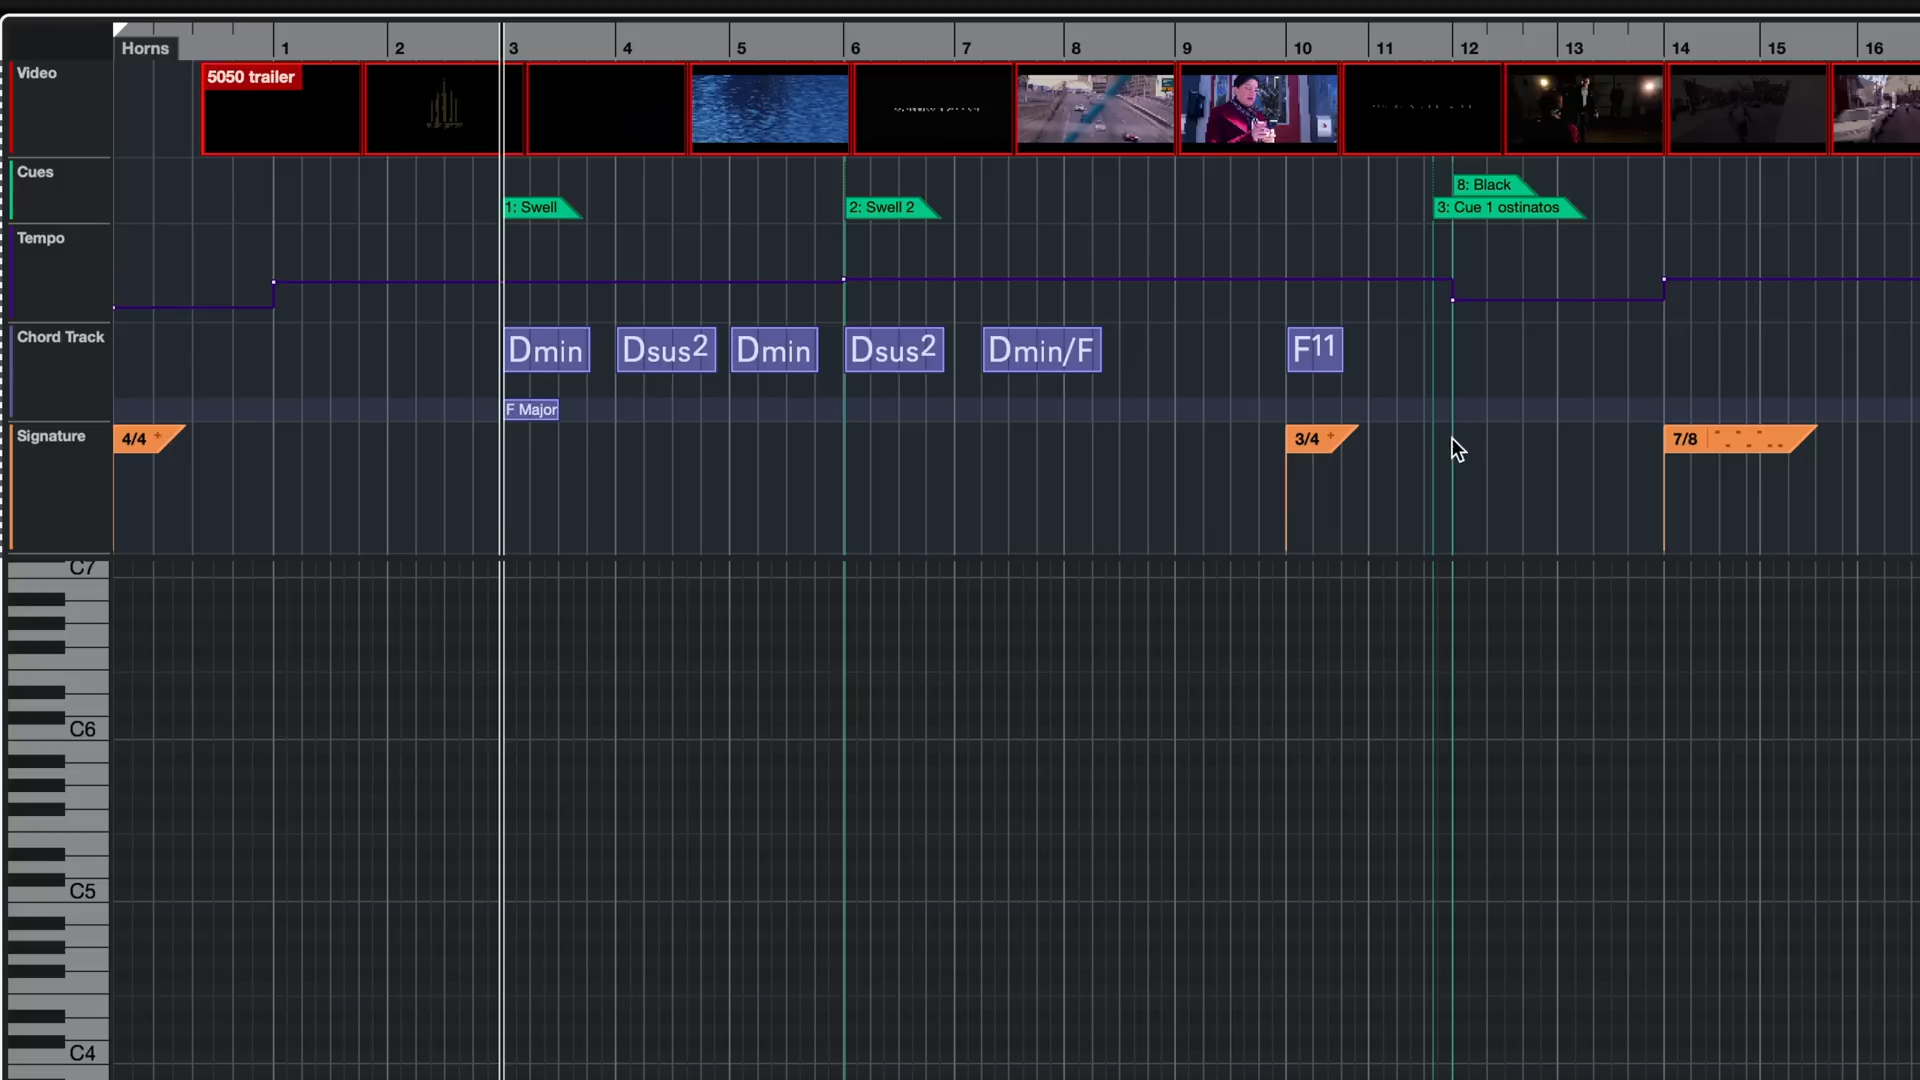 Horns 1 2 3 4 5 6 7 8 9 10 11 12 13 14 15 16
Video
5050 trailer
Cues
8: Black
1: Swell 2: Swell 2 3: Cue 1 ostinatos
Tempo
Chord Track
Dmin Dsus2 Dmin Dsus2 Dmin/F F11
F Major
Signature
4/4 + 3/4 + 7/8
C7
C6
C5
C4